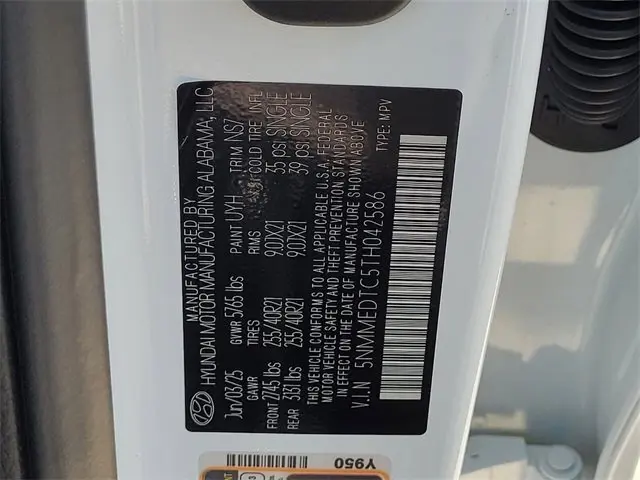 MANUFACTURED BY
HYUNDAI MOTOR MANUFACTURING ALABAMA, LLC
Jun/03/25 GVWR 5765 lbs PAINT UYH TRIM NS7
GAWR TIRES RIMS COLD TIRE INFL
FRONT 2745 lbs 255/40R21 9.0JX21 35 psi SINGLE
REAR 3131 lbs 255/40R21 9.0JX21 39 psi SINGLE
THIS VEHICLE CONFORMS TO ALL APPLICABLE U.S.A. FEDERAL
MOTOR VEHICLE SAFETY AND THEFT PREVENTION STANDARDS
IN EFFECT ON THE DATE OF MANUFACTURE SHOWN ABOVE
V.I.N 5NMMEDTC5TH042586 TYPE: MPV
Y950